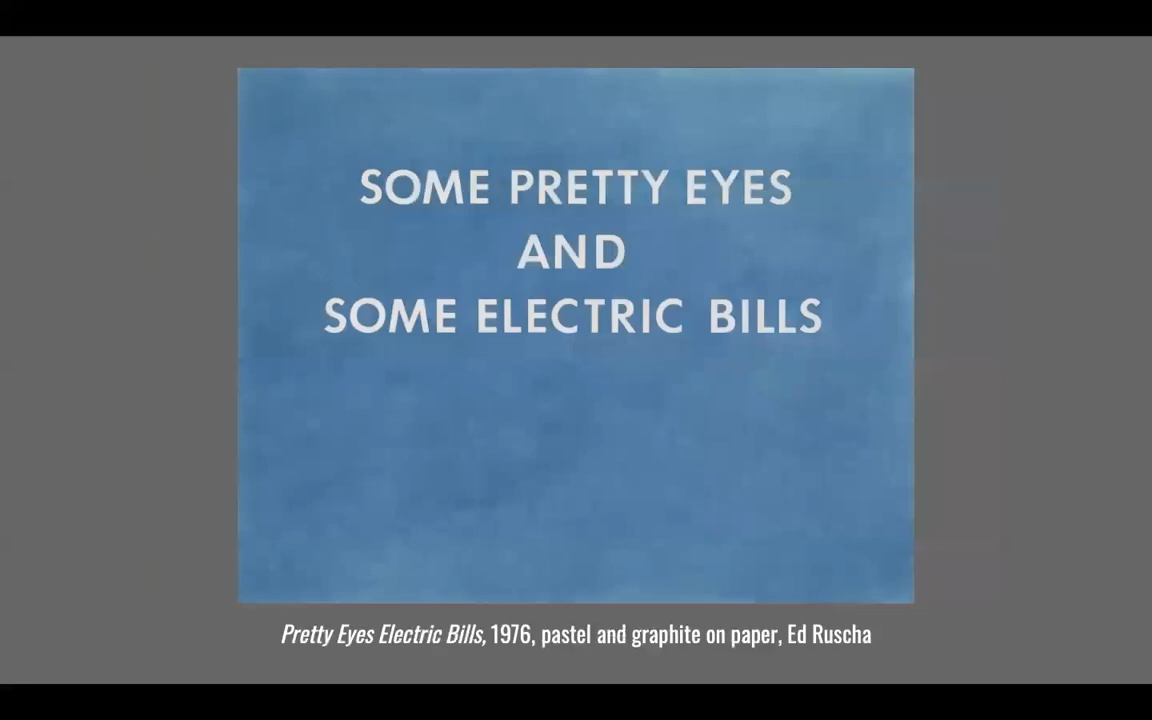 SOME PRETTY EYES
AND
SOME ELECTRIC BILLS
Pretty Eyes Electric Bills, 1976, pastel and graphite on paper, Ed Ruscha